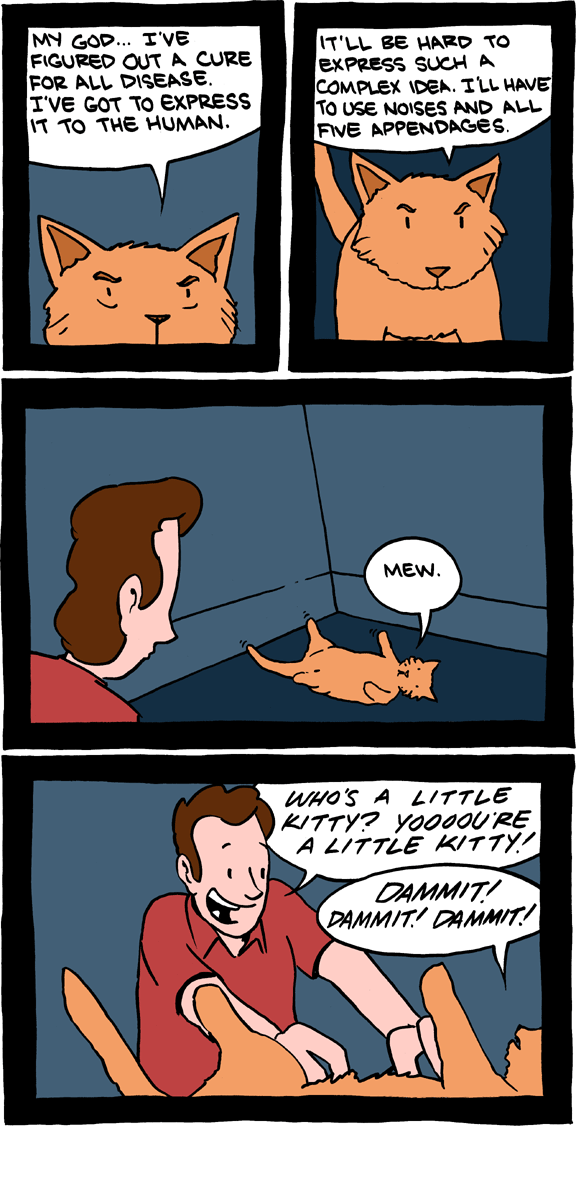 MY GOD... I'VE
FIGURED OUT A CURE
FOR ALL DISEASE.
I'VE GOT TO EXPRESS
IT TO THE HUMAN.
IT'LL BE HARD TO
EXPRESS SUCH A
COMPLEX IDEA. I'LL HAVE
TO USE NOISES AND ALL
FIVE APPENDAGES.
MEW.
WHO'S A LITTLE
KITTY? YOOOOU'RE
A LITTLE KITTY!
DAMMIT!
DAMMIT! DAMMIT!